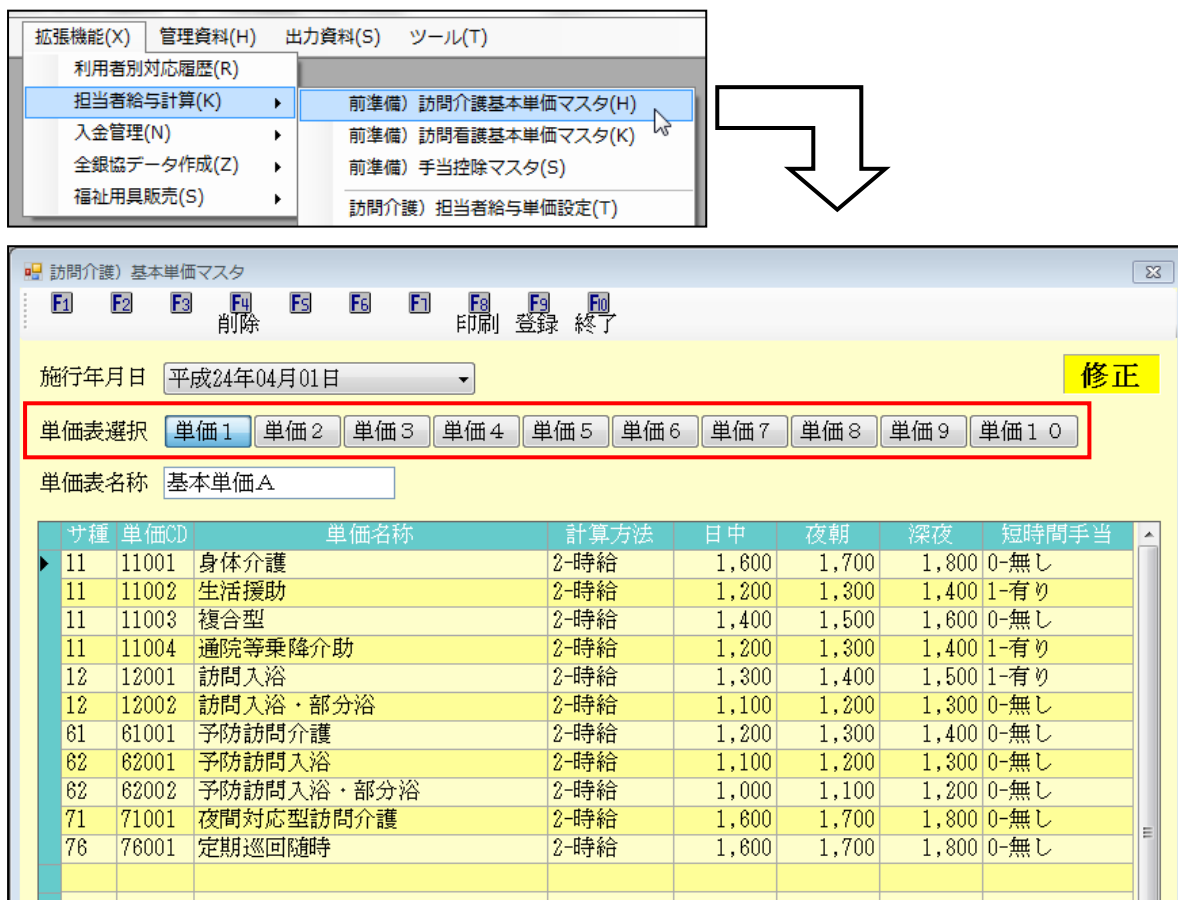 拡張機能(X) 管理資料(H) 出力資料(S) ツール(T)
利用者別対応履歴(R)
担当者給与計算(K)
入金管理(N)
全銀協データ作成(Z)
福祉用具販売(S)
前準備）訪問介護基本単価マスタ(H)
前準備）訪問看護基本単価マスタ(K)
前準備）手当控除マスタ(S)
訪問介護）担当者給与単価設定(T)
訪問介護）基本単価マスタ
F1 F2 F3 F4 F5 F6 F7 F8 F9 F10
削除 印刷 登録 終了
施行年月日 平成24年04月01日 修正
単価表選択 単価１ 単価２ 単価３ 単価４ 単価５ 単価６ 単価７ 単価８ 単価９ 単価１０
単価表名称 基本単価Ａ
サ種 単価CD 単価名称 計算方法 日中 夜朝 深夜 短時間手当
11 11001 身体介護 2-時給 1,600 1,700 1,800 0-無し
11 11002 生活援助 2-時給 1,200 1,300 1,400 1-有り
11 11003 複合型 2-時給 1,400 1,500 1,600 0-無し
11 11004 通院等乗降介助 2-時給 1,200 1,300 1,400 1-有り
12 12001 訪問入浴 2-時給 1,300 1,400 1,500 1-有り
12 12002 訪問入浴・部分浴 2-時給 1,100 1,200 1,300 0-無し
61 61001 予防訪問介護 2-時給 1,200 1,300 1,400 0-無し
62 62001 予防訪問入浴 2-時給 1,100 1,200 1,300 0-無し
62 62002 予防訪問入浴・部分浴 2-時給 1,000 1,100 1,200 0-無し
71 71001 夜間対応型訪問介護 2-時給 1,600 1,700 1,800 0-無し
76 76001 定期巡回随時 2-時給 1,600 1,700 1,800 0-無し